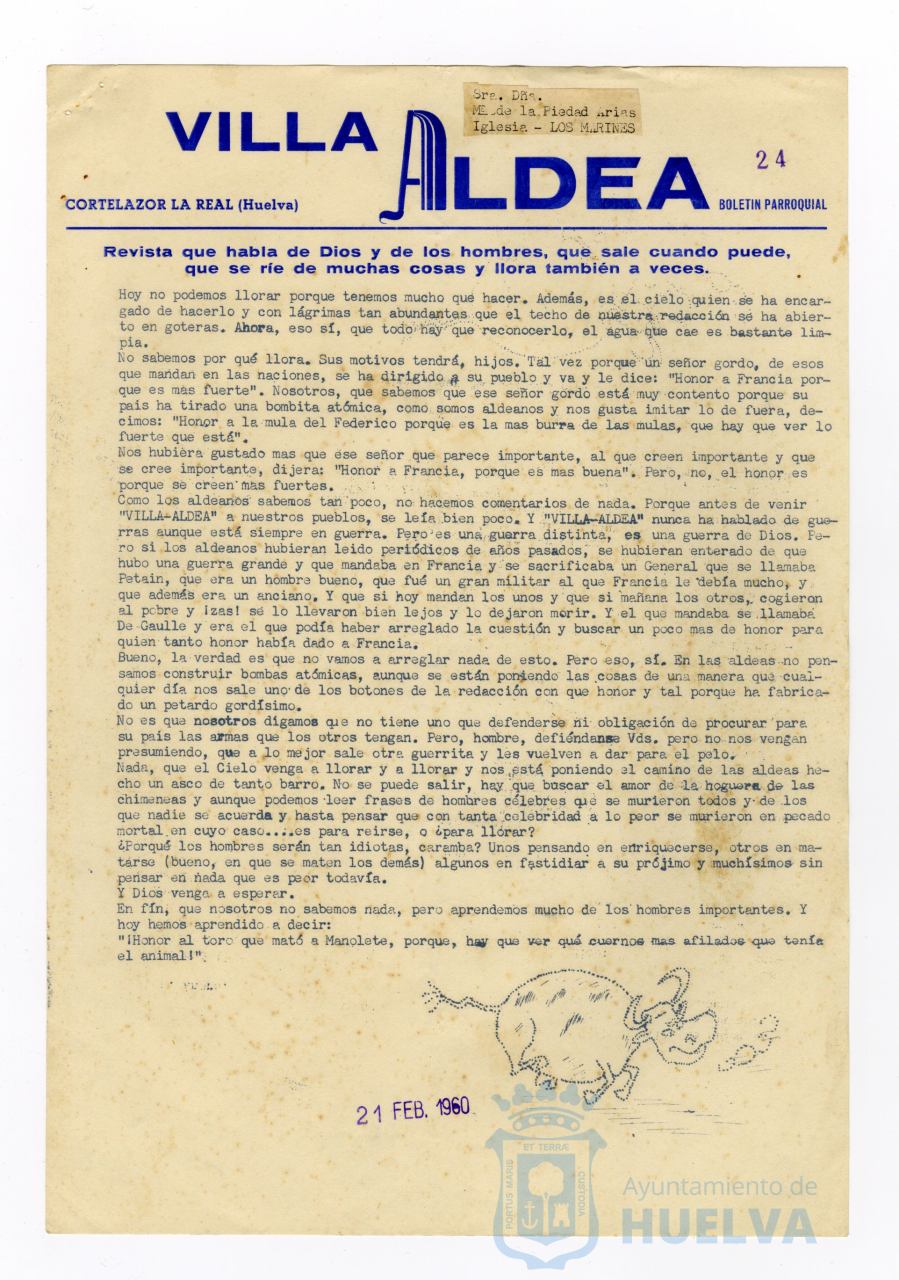 Sra. Dña.
Mª de la Piedad Arias
Iglesia - LOS MARINES
VILLA ALDEA
24
CORTELAZOR LA REAL (Huelva)
BOLETIN PARROQUIAL
Revista que habla de Dios y de los hombres, que sale cuando puede,
que se ríe de muchas cosas y llora también a veces.
Hoy no podemos llorar porque tenemos mucho que hacer. Además, es el cielo quien se ha encar-
gado de hacerlo y con lágrimas tan abundantes que el techo de nuestra redacción se ha abier-
to en goteras. Ahora, eso sí, que todo hay que reconocerlo, el agua que cae es bastante lim-
pia.
No sabemos por qué llora. Sus motivos tendrá, hijos. Tal vez porque un señor gordo, de esos
que mandan en las naciones, se ha dirigido a su pueblo y va y le dice: "Honor a Francia por-
que es mas fuerte". Nosotros, que sabemos que ese señor gordo está muy contento porque su
país ha tirado una bombita atómica, como somos aldeanos y nos gusta imitar lo de fuera, de-
cimos: "Honor a la mula del Federico porque es la mas burra de las mulas, que hay que ver lo
fuerte que está".
Nos hubiera gustado mas que ese señor que parece importante, al que creen importante y que
se cree importante, dijera: "Honor a Francia, porque es mas buena". Pero, no, el honor es
porque se creen mas fuertes.
Como los aldeanos sabemos tan poco, no hacemos comentarios de nada. Porque antes de venir
"VILLA-ALDEA" a nuestros pueblos, se leía bien poco. Y "VILLA-ALDEA" nunca ha hablado de gue-
rras aunque está siempre en guerra. Pero es una guerra distinta, es una guerra de Dios. Pe-
ro si los aldeanos hubieran leido periódicos de años pasados, se hubieran enterado de que
hubo una guerra grande y que mandaba en Francia y se sacrificaba un General que se llamaba
Petain, que era un hombre bueno, que fué un gran militar al que Francia le debía mucho, y
que además era un anciano. Y que si hoy mandan los unos y que si mañana los otros, cogieron
al pobre y ¡zas! se lo llevaron bien lejos y lo dejaron morir. Y el que mandaba se llamaba
De Gaulle y era el que podía haber arreglado la cuestión y buscar un poco mas de honor para
quien tanto honor había dado a Francia.
Bueno, la verdad es que no vamos a arreglar nada de esto. Pero eso, sí. En las aldeas no pen-
samos construir bombas atómicas, aunque se están poniendo las cosas de una manera que cual-
quier día nos sale uno de los botones de la redacción con que honor y tal porque ha fabrica-
do un petardo gordísimo.
No es que nosotros digamos que no tiene uno que defenderse ni obligación de procurar para
su país las armas que los otros tengan. Pero, hombre, defiéndanse Vds. pero no nos vengan
presumiendo, que a lo mejor sale otra guerrita y les vuelven a dar para el pelo.
Nada, que el Cielo venga a llorar y a llorar y nos está poniendo el camino de las aldeas he-
cho un asco de tanto barro. No se puede salir, hay que buscar el amor de la hoguera de las
chimeneas y aunque podemos leer frases de hombres célebres que se murieron todos y de los
que nadie se acuerda y hasta pensar que con tanta celebridad a lo peor se murieron en pecado
mortal en cuyo caso....es para reirse, o ¿para llorar?
¿Porqué los hombres serán tan idiotas, caramba? Unos pensando en enriquecerse, otros en ma-
tarse (bueno, en que se maten los demás) algunos en fastidiar a su prójimo y muchísimos sin
pensar en nada que es peor todavía.
Y Dios venga a esperar.
En fín, que nosotros no sabemos nada, pero aprendemos mucho de los hombres importantes. Y
hoy hemos aprendido a decir:
"¡Honor al toro que mató a Manolete, porque, hay que ver qué cuernos mas afilados que tenía
el animal!".
21 FEB. 1960
ET TERRÆ
PORTUS MARIS
CUSTODIA
Ayuntamiento de
HUELVA